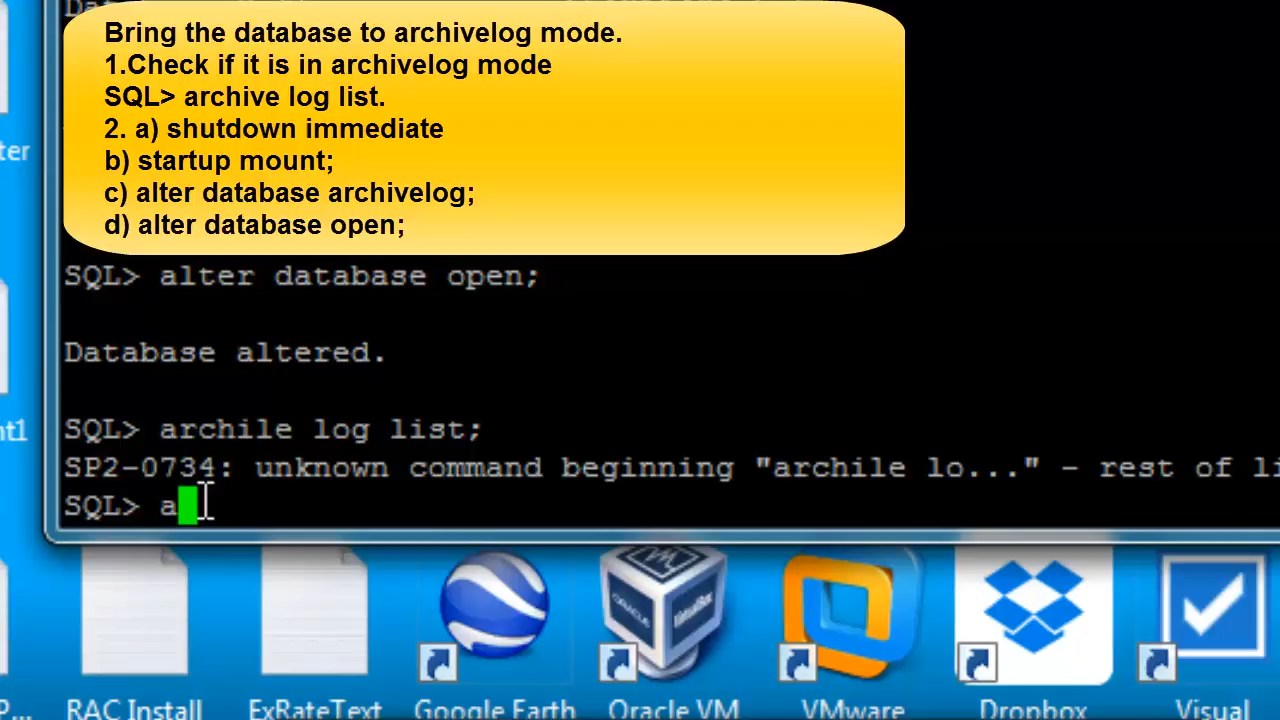 Bring the database to archivelog mode.
1.Check if it is in archivelog mode
SQL> archive log list.
2. a) shutdown immediate
b) startup mount;
c) alter database archivelog;
d) alter database open;
ter
SQL> alter database open;
Database altered.
nt1
SQL> archile log list;
SP2-0734: unknown command beginning "archile lo..." - rest of li
SQL> a
P...
RAC Install
ExRateText
Google Earth
Oracle VM
VMware
Dropbox
Visual